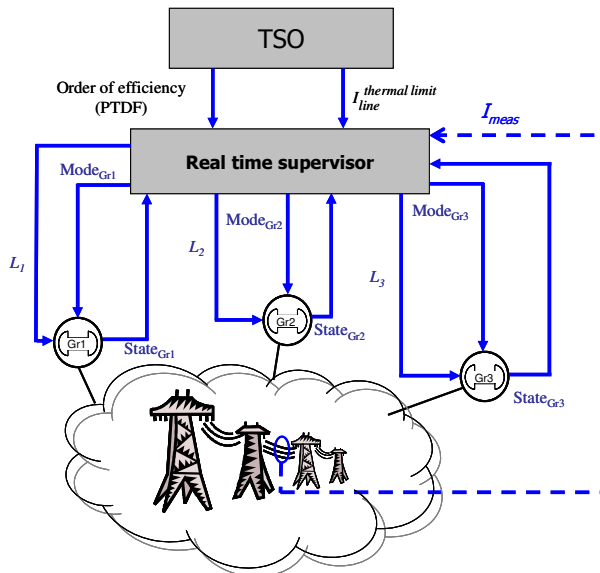 TSO
Order of efficiency
(PTDF)
I_line^thermal limit
I_meas
Real time supervisor
Mode_Gr1
Mode_Gr2
Mode_Gr3
L_1
L_2
L_3
Gr1
Gr2
Gr3
State_Gr1
State_Gr2
State_Gr3